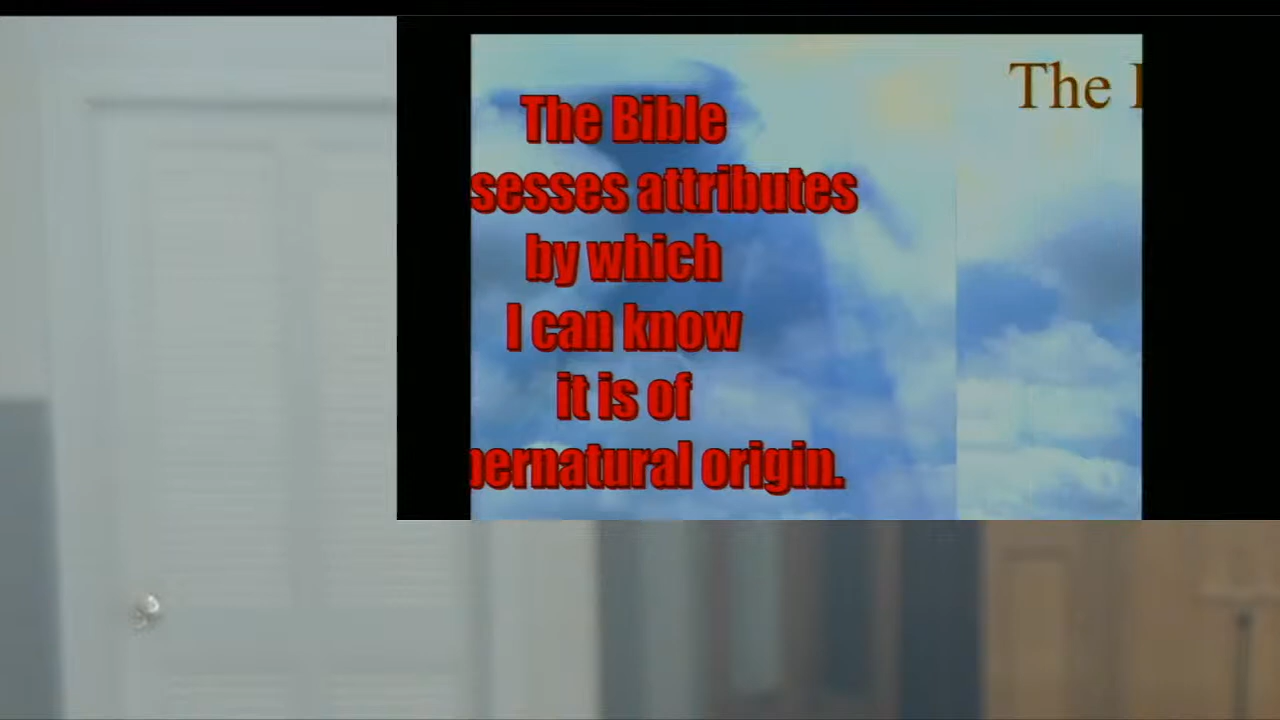 The Bible
sesses attributes
by which
I can know
it is of
pernatural origin.
The